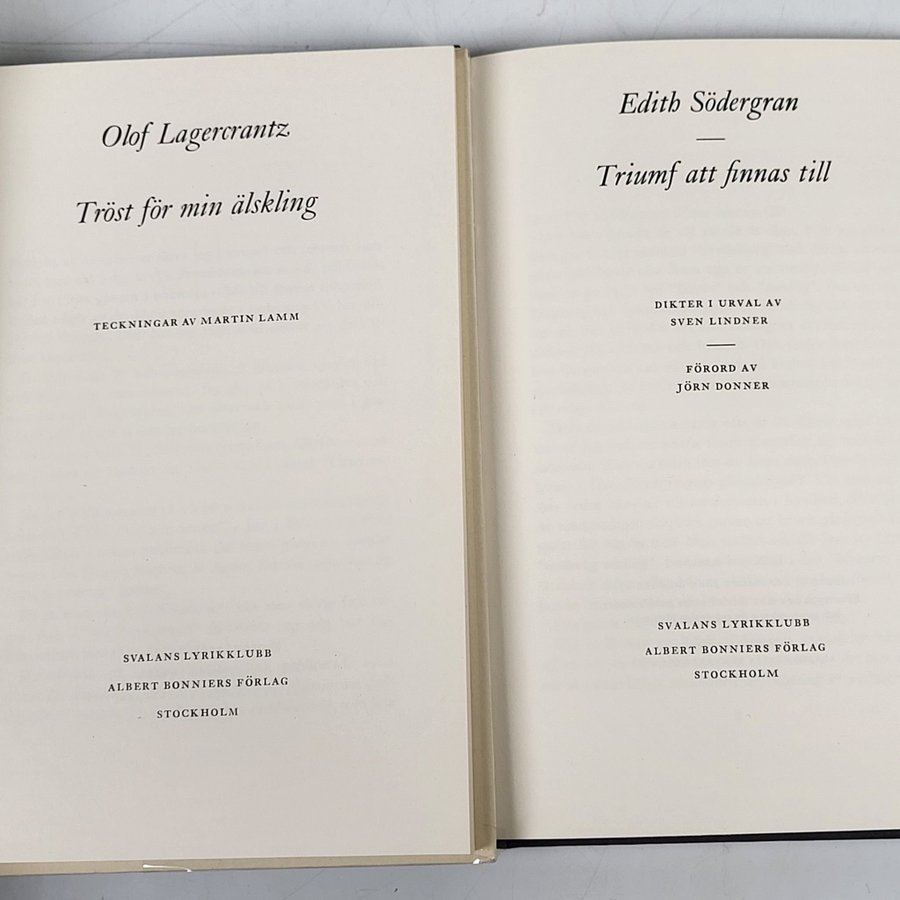 Olof Lagercrantz
Tröst för min älskling
TECKNINGAR AV MARTIN LAMM
SVALANS LYRIKKLUBB
ALBERT BONNIERS FÖRLAG
STOCKHOLM
Edith Södergran
Triumf att finnas till
DIKTER I URVAL AV
SVEN LINDNER
FÖRORD AV
JÖRN DONNER
SVALANS LYRIKKLUBB
ALBERT BONNIERS FÖRLAG
STOCKHOLM